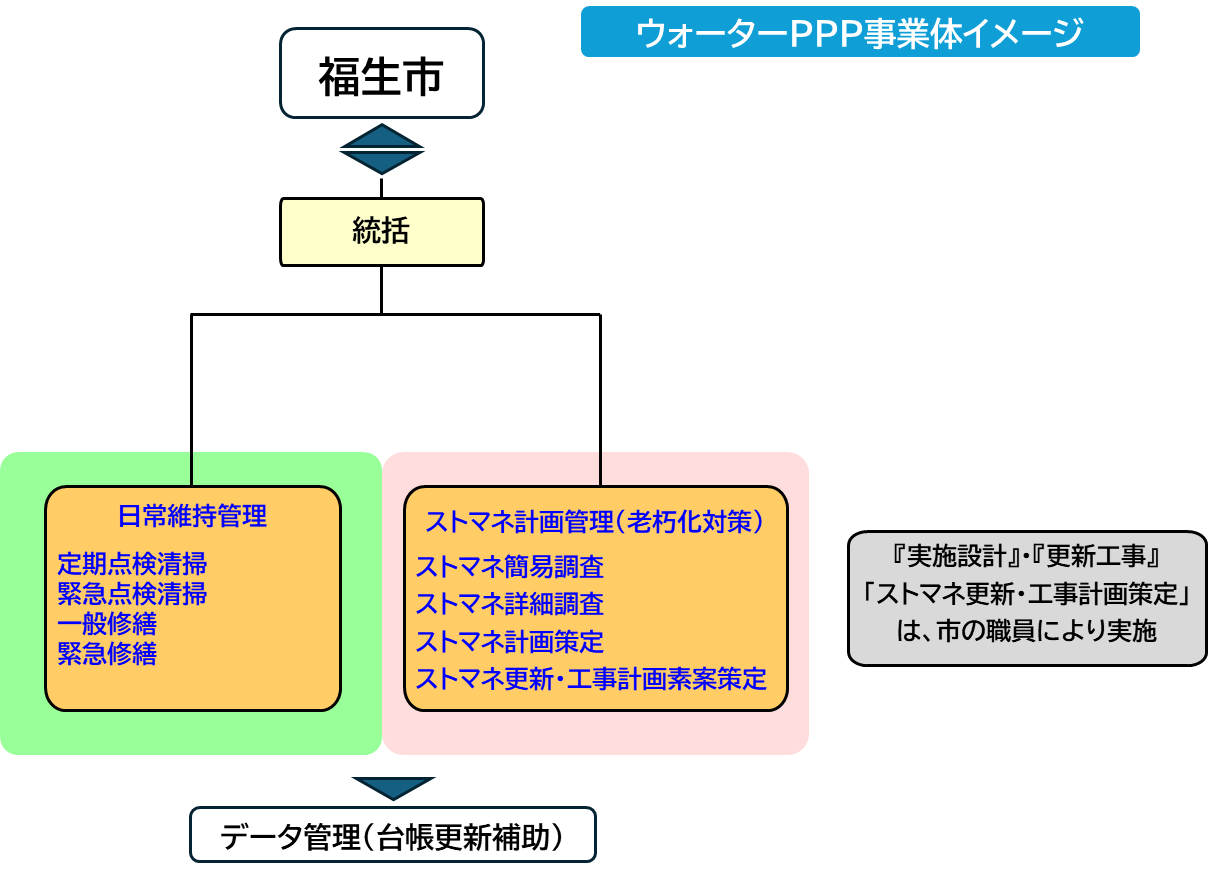 ウォーターPPP事業体イメージ
福生市
統括
日常維持管理
定期点検清掃
緊急点検清掃
一般修繕
緊急修繕
ストマネ計画管理（老朽化対策）
ストマネ簡易調査
ストマネ詳細調査
ストマネ計画策定
ストマネ更新・工事計画素案策定
『実施設計』・『更新工事』
「ストマネ更新・工事計画策定」
は、市の職員により実施
データ管理（台帳更新補助）